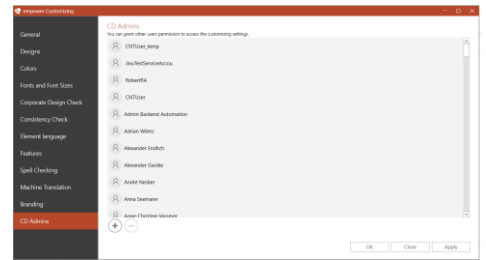 empower Customizing
CD Admins
You can grant other users permission to access the customizing settings.
General
Designs
Colors
Fonts and Font Sizes
Corporate Design Check
Consistency Check
Element language
Features
Spell Checking
Machine Translation
Branding
CD Admins
CNTUser_temp
JiraTestServiceAccou
RobertRA
CNTUser
Admin Backend Automation
Adrian Wilms
Alexander Endlich
Alexander
André Necker
Anna Seemann
Anne-Christine
OK
Close
Apply